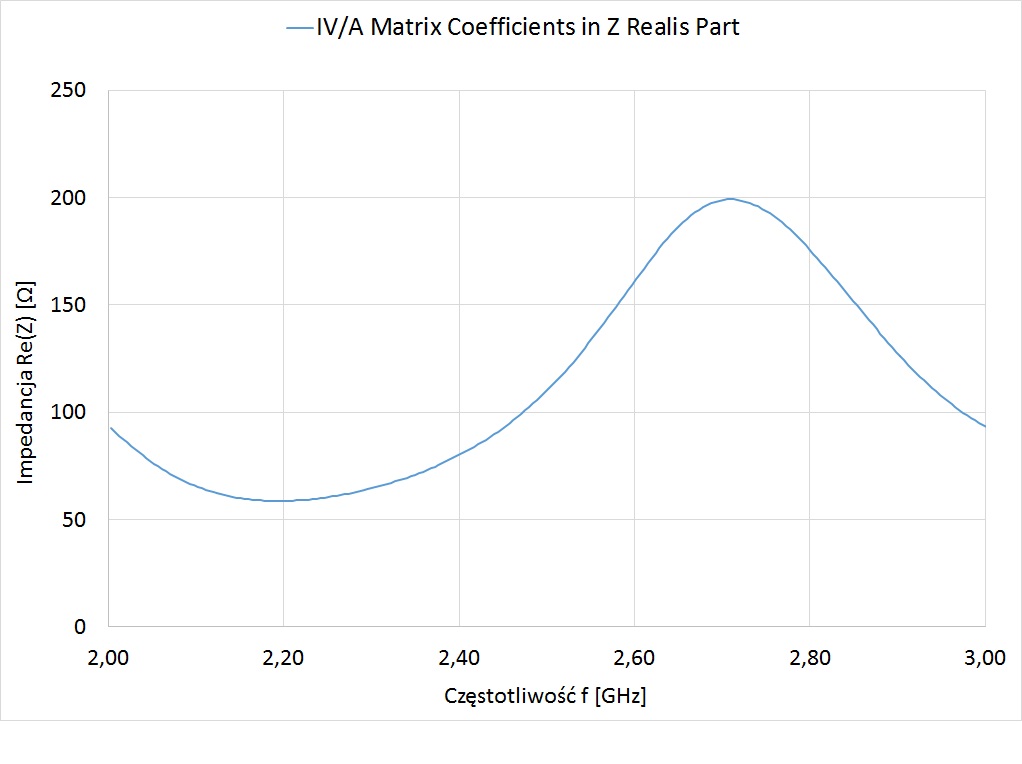 IV/A Matrix Coefficients in Z Realis Part
250
200
150
100
50
0
Impedancja Re(Z) [Ω]
2,00 2,20 2,40 2,60 2,80 3,00
Częstotliwość f [GHz]